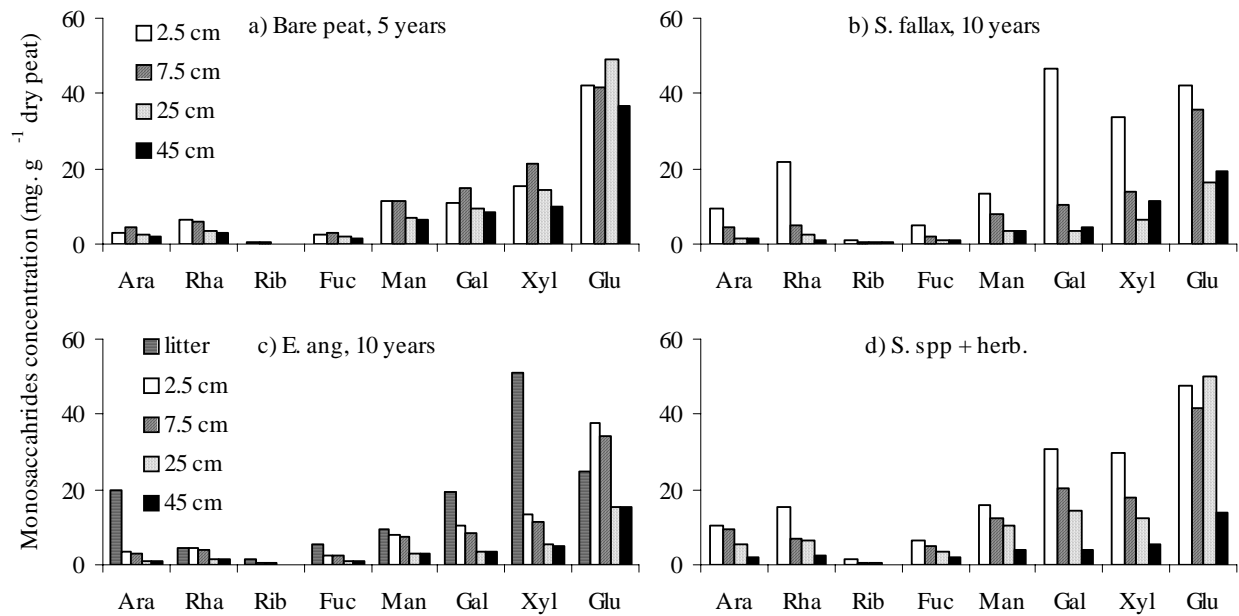 Monosaccahrides concentration (mg. g -1 dry peat)
a) Bare peat, 5 years
60
40
20
0
2.5 cm
7.5 cm
25 cm
45 cm
Ara Rha Rib Fuc Man Gal Xyl Glu
b) S. fallax, 10 years
60
40
20
0
Ara Rha Rib Fuc Man Gal Xyl Glu
c) E. ang, 10 years
60
40
20
0
litter
2.5 cm
7.5 cm
25 cm
45 cm
Ara Rha Rib Fuc Man Gal Xyl Glu
d) S. spp + herb.
60
40
20
0
Ara Rha Rib Fuc Man Gal Xyl Glu